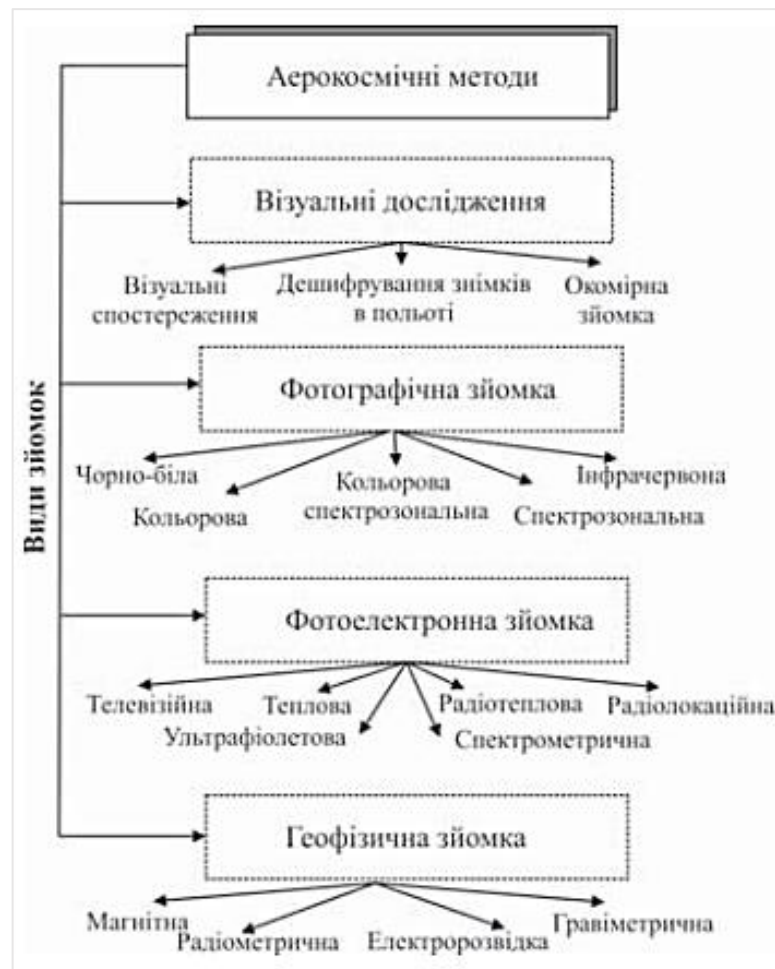 Аерокосмічні методи
Види зйомок
Візуальні дослідження
Візуальні
спостереження
Дешифрування знімків
в польоті
Окомірна
зйомка
Фотографічна зйомка
Чорно-біла
Кольорова
Кольорова
спектрозональна
Спектрозональна
Інфрачервона
Фотоелектронна зйомка
Телевізійна
Ультрафіолетова
Теплова
Радіотеплова
Спектрометрична
Радіолокаційна
Геофізична зйомка
Магнітна
Радіометрична
Електророзвідка
Гравіметрична